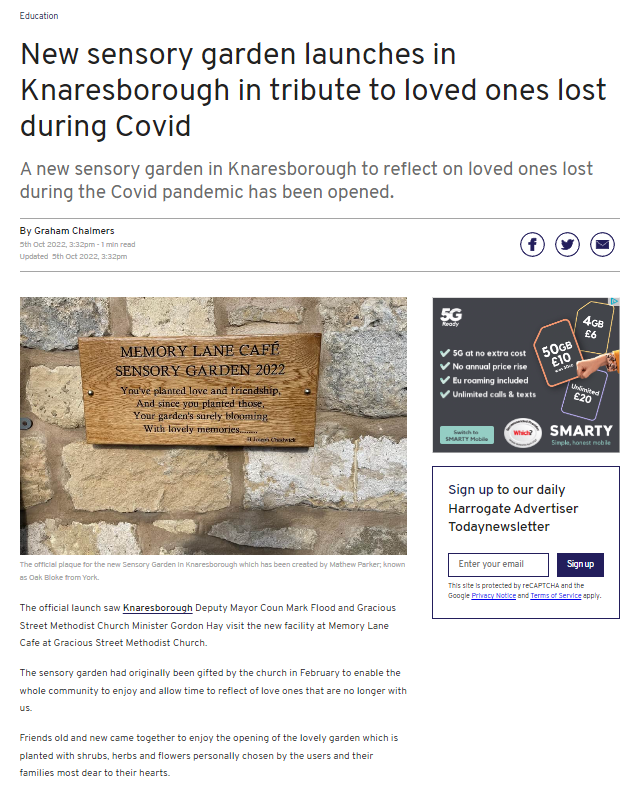 Education
New sensory garden launches in
Knaresborough in tribute to loved ones lost
during Covid
A new sensory garden in Knaresborough to reflect on loved ones lost
during the Covid pandemic has been opened.
By Graham Chalmers
5th Oct 2022, 3:32pm · 1 min read
Updated 5th Oct 2022, 3:32pm
MEMORY LANE CAFÉ
SENSORY GARDEN 2022
You've planted love and friendship,
And since you planted those,
Your garden's surely blooming
With lovely memories.......
The official plaque for the new Sensory Garden in Knaresborough which has been created by Mathew Parker; known
as Oak Bloke from York.
The official launch saw Knaresborough Deputy Mayor Coun Mark Flood and Gracious
Street Methodist Church Minister Gordon Hay visit the new facility at Memory Lane
Cafe at Gracious Street Methodist Church.
The sensory garden had originally been gifted by the church in February to enable the
whole community to enjoy and allow time to reflect of love ones that are no longer with
us.
Friends old and new came together to enjoy the opening of the lovely garden which is
planted with shrubs, herbs and flowers personally chosen by the users and their
families most dear to their hearts.
5G
Ready
4GB
£6
50GB
£10
Unlimited
£20
5G at no extra cost
No annual price rise
Eu roaming included
Unlimited calls & texts
Switch to
SMARTY Mobile
Which?
SMARTY
Simple, honest mobile
Sign up to our daily
Harrogate Advertiser
Todaynewsletter
Enter your email
Sign up
This site is protected by reCAPTCHA and the
Google Privacy Notice and Terms of Service apply.